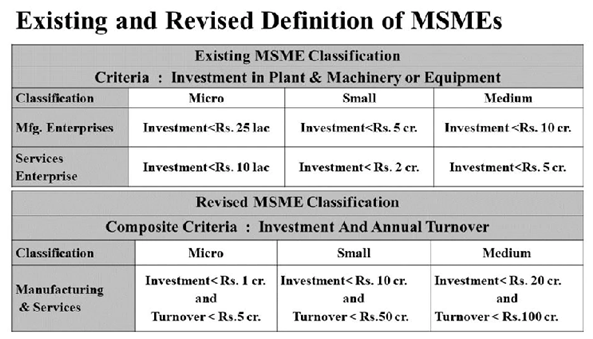 Existing and Revised Definition of MSMEs
Existing MSME Classification
Criteria : Investment in Plant & Machinery or Equipment
Classification Micro Small Medium
Mfg. Enterprises Investment<Rs. 25 lac Investment<Rs. 5 cr. Investment <Rs. 10 cr.
Services
Enterprise Investment<Rs. 10 lac Investment< Rs. 2 cr. Investment<Rs. 5 cr.
Revised MSME Classification
Composite Criteria : Investment And Annual Turnover
Classification Micro Small Medium
Manufacturing
& Services
Investment< Rs. 1 cr.
and
Turnover < Rs.5 cr.
Investment< Rs. 10 cr.
and
Turnover < Rs.50 cr.
Investment< Rs. 20 cr.
and
Turnover < Rs.100 cr.